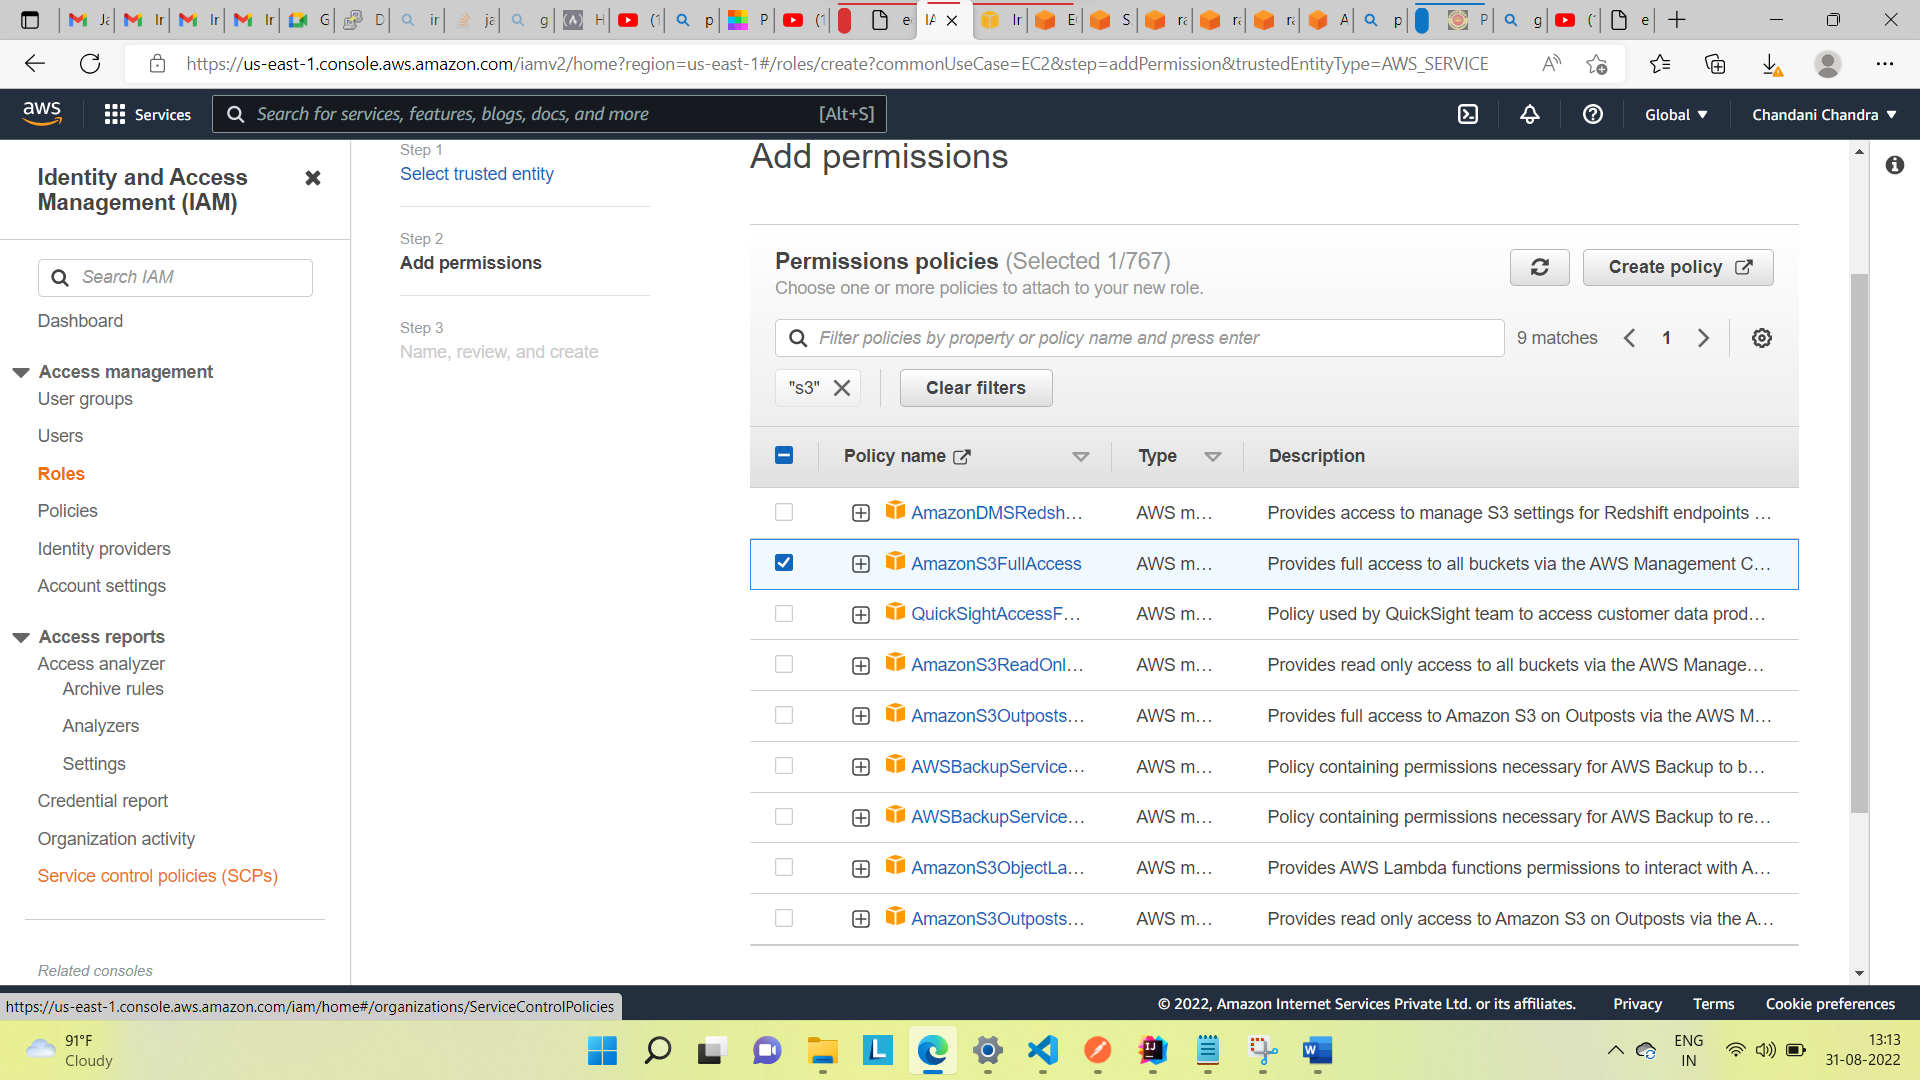 Ja
In
In
In
G
D
in
ja
g
H
(1
p
P
(1
e
IA
In
E
S
ra
ra
ra
A
p
P
g
(
e
https://us-east-1.console.aws.amazon.com/iamv2/home?region=us-east-1#/roles/create?commonUseCase=EC2&step=addPermission&trustedEntityType=AWS_SERVICE
aws
Services
Search for services, features, blogs, docs, and more
[Alt+S]
Global
Chandani Chandra
Identity and Access
Management (IAM)
Search IAM
Dashboard
Access management
User groups
Users
Roles
Policies
Identity providers
Account settings
Access reports
Access analyzer
Archive rules
Analyzers
Settings
Credential report
Organization activity
Service control policies (SCPs)
Related consoles
Step 1
Select trusted entity
Step 2
Add permissions
Step 3
Name, review, and create
Add permissions
Permissions policies (Selected 1/767)
Choose one or more policies to attach to your new role.
Create policy
Filter policies by property or policy name and press enter
9 matches
1
"s3"
Clear filters
Policy name Type Description
AmazonDMSRedsh… AWS m… Provides access to manage S3 settings for Redshift endpoints …
AmazonS3FullAccess AWS m… Provides full access to all buckets via the AWS Management C…
QuickSightAccessF… AWS m… Policy used by QuickSight team to access customer data prod…
AmazonS3ReadOnl… AWS m… Provides read only access to all buckets via the AWS Manage…
AmazonS3Outposts… AWS m… Provides full access to Amazon S3 on Outposts via the AWS M…
AWSBackupService… AWS m… Policy containing permissions necessary for AWS Backup to b…
AWSBackupService… AWS m… Policy containing permissions necessary for AWS Backup to re…
AmazonS3ObjectLa… AWS m… Provides AWS Lambda functions permissions to interact with A…
AmazonS3Outposts… AWS m… Provides read only access to Amazon S3 on Outposts via the A…
https://us-east-1.console.aws.amazon.com/iam/home#/organizations/ServiceControlPolicies
© 2022, Amazon Internet Services Private Ltd. or its affiliates.
Privacy
Terms
Cookie preferences
91°F
Cloudy
ENG
IN
13:13
31-08-2022